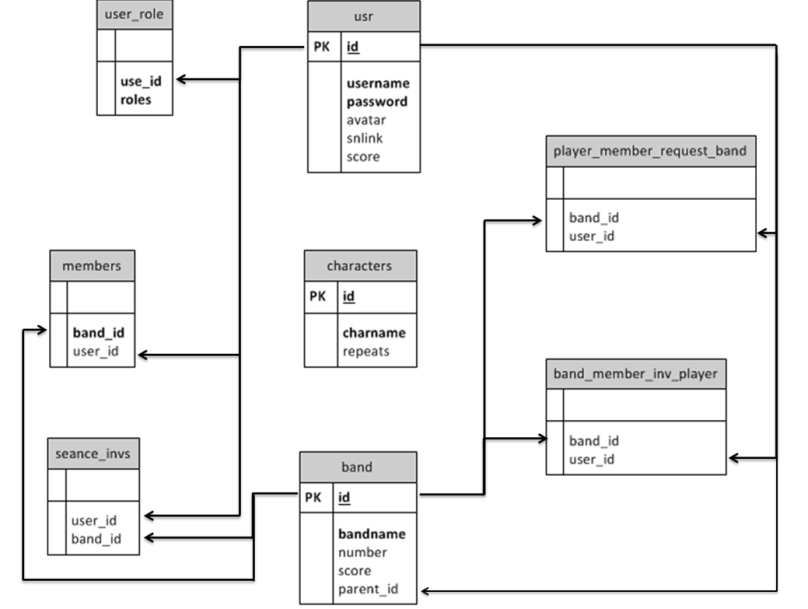 user_role
use_id
roles
usr
PK id
username
password
avatar
snlink
score
player_member_request_band
band_id
user_id
members
band_id
user_id
characters
PK id
charname
repeats
band_member_inv_player
band_id
user_id
seance_invs
user_id
band_id
band
PK id
bandname
number
score
parent_id